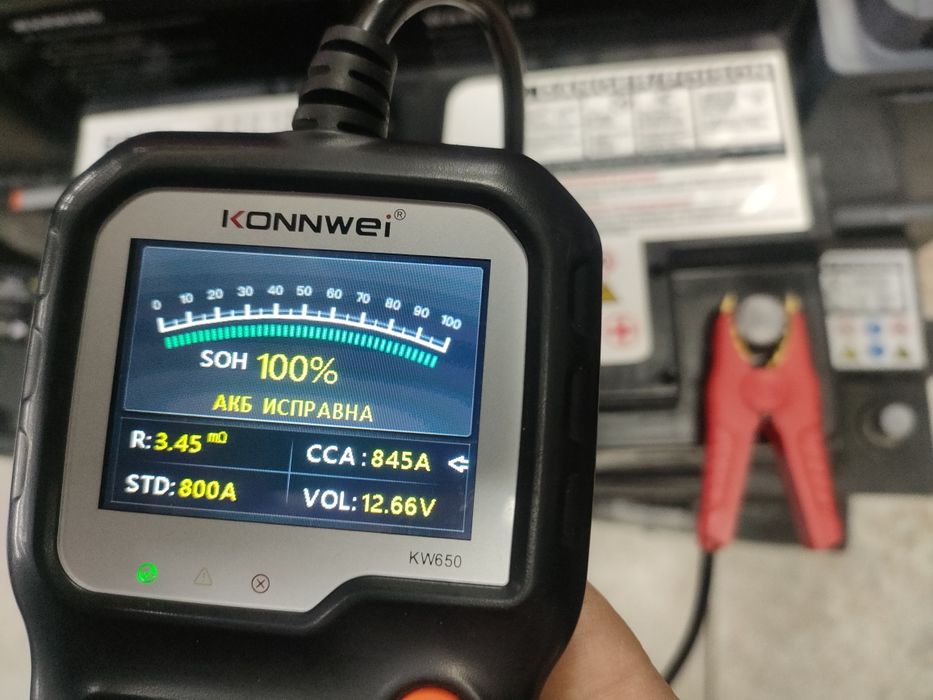 KONNWEI®
0 10 20 30 40 50 60 70 80 90 100
SOH 100%
АКБ ИСПРАВНА
R: 3.45 mΩ
CCA : 845A
STD: 800A
VOL: 12.66V
KW650